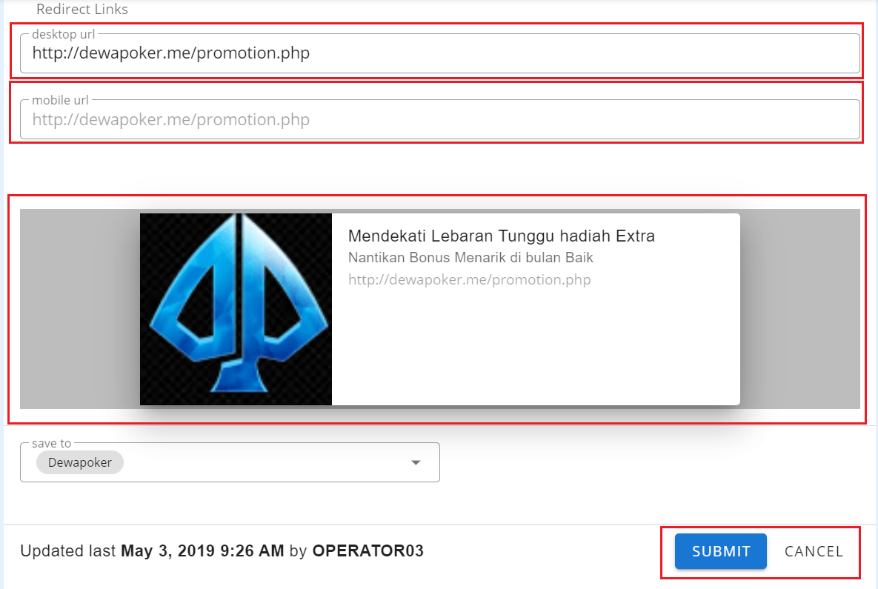 Redirect Links
desktop url
http://dewapoker.me/promotion.php
mobile url
http://dewapoker.me/promotion.php
Mendekati Lebaran Tunggu hadiah Extra
Nantikan Bonus Menarik di bulan Baik
http://dewapoker.me/promotion.php
save to
Dewapoker
Updated last May 3, 2019 9:26 AM by OPERATOR03
SUBMIT CANCEL